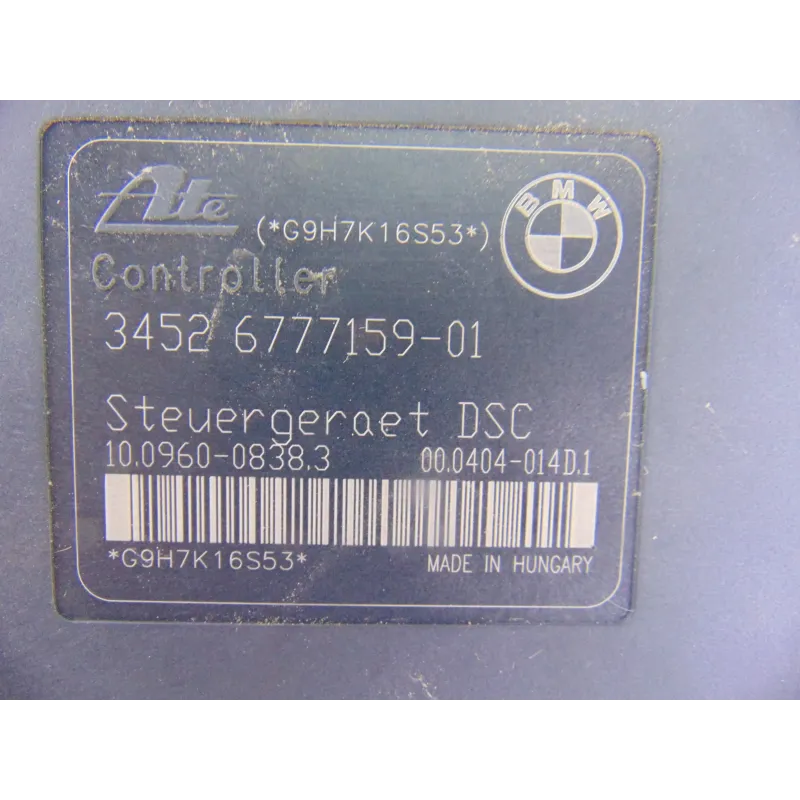 Ate
(*G9H7K16S53*)
BMW
Controller
3452 6777159-01
Steuergeraet DSC
10.0960-0838.3 00.0404-014D.1
*G9H7K16S53* MADE IN HUNGARY